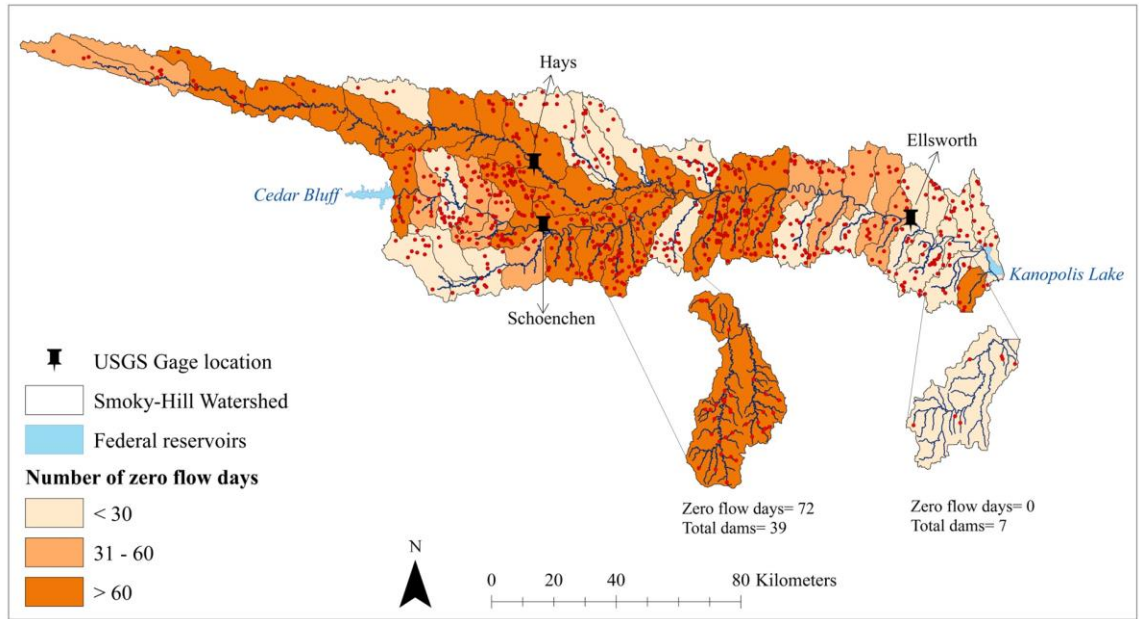 Hays
Ellsworth
Cedar Bluff
Kanopolis Lake
Schoenchen
USGS Gage location
Smoky-Hill Watershed
Federal reservoirs
Number of zero flow days
< 30
31 - 60
> 60
Zero flow days= 72
Total dams= 39
Zero flow days= 0
Total dams= 7
N
0 20 40 80 Kilometers